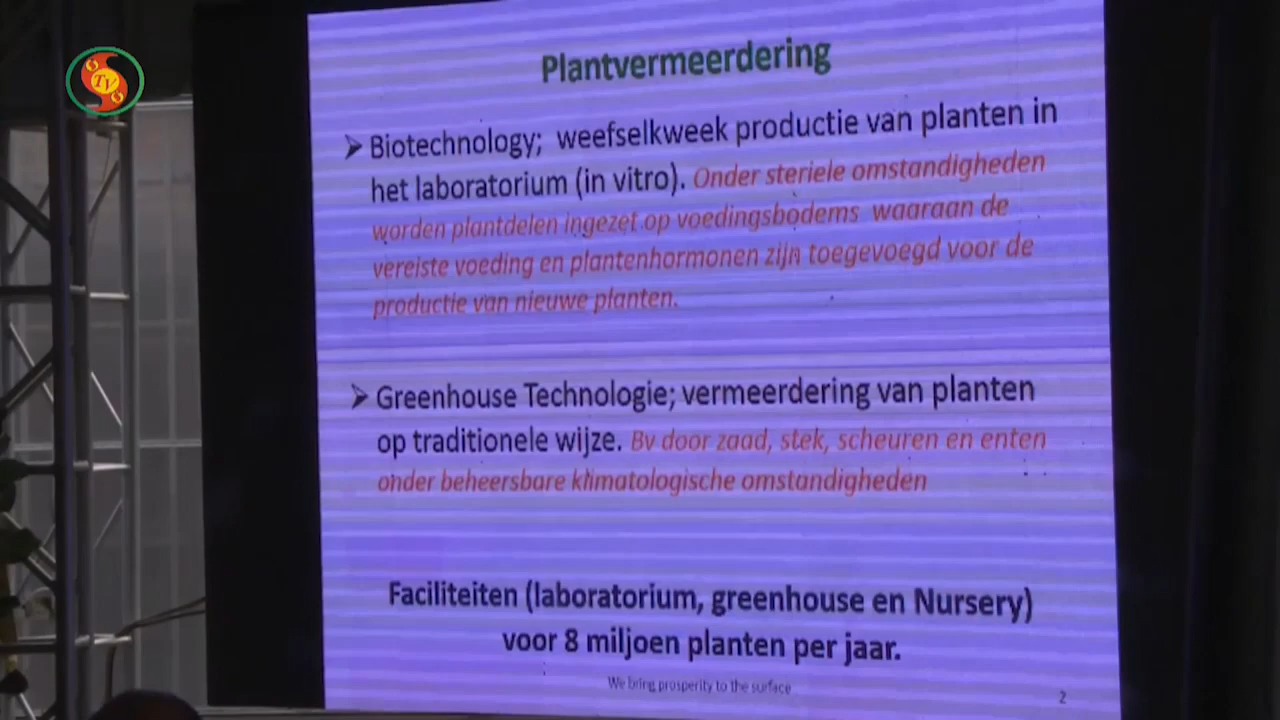 TV
Plantvermeerdering
Biotechnology; weefselkweek productie van planten in
het laboratorium (in vitro). Onder steriele omstandigheden
worden plantdelen ingezet op voedingsbodems waaraan de
vereiste voeding en plantenhormonen zijn toegevoegd voor de
productie van nieuwe planten.
Greenhouse Technologie; vermeerdering van planten
op traditionele wijze. Bv door zaad, stek, scheuren en enten
onder beheersbare klimatologische omstandigheden
Faciliteiten (laboratorium, greenhouse en Nursery)
voor 8 miljoen planten per jaar.
We bring prosperity to the surface
2